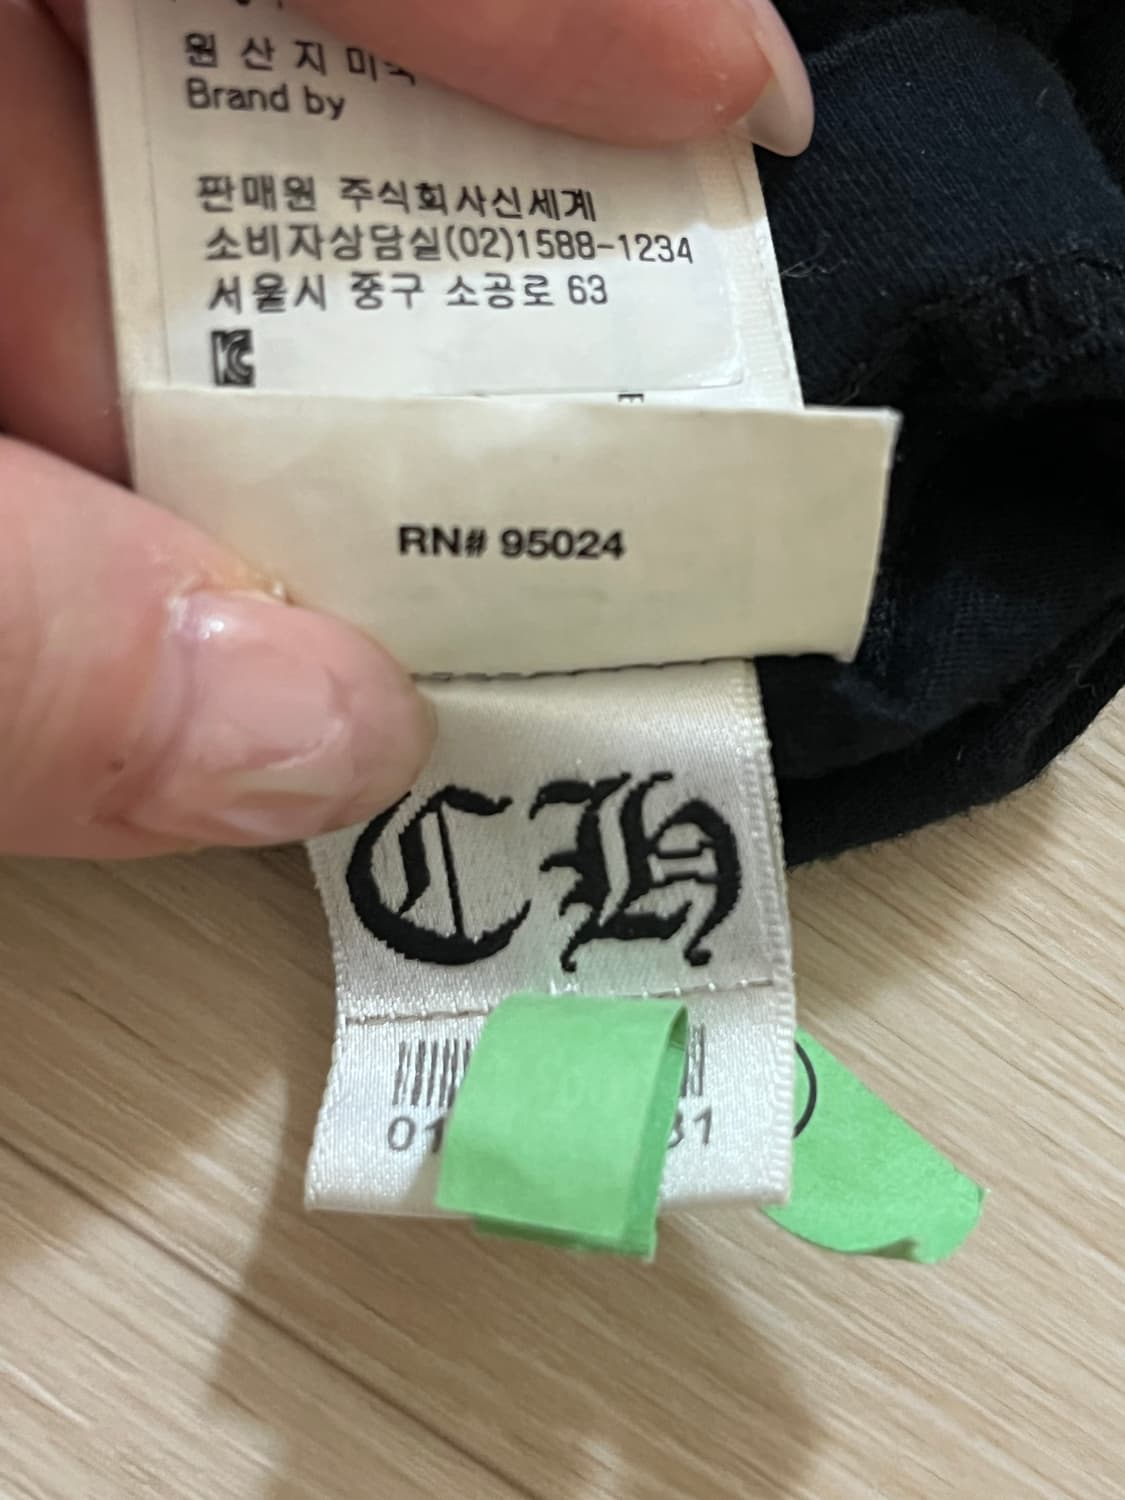 원 산 지 미국
Brand by
판매원 주식회사신세계
소비자상담실(02)1588-1234
서울시 중구 소공로 63
RN# 95024
CH
01
31